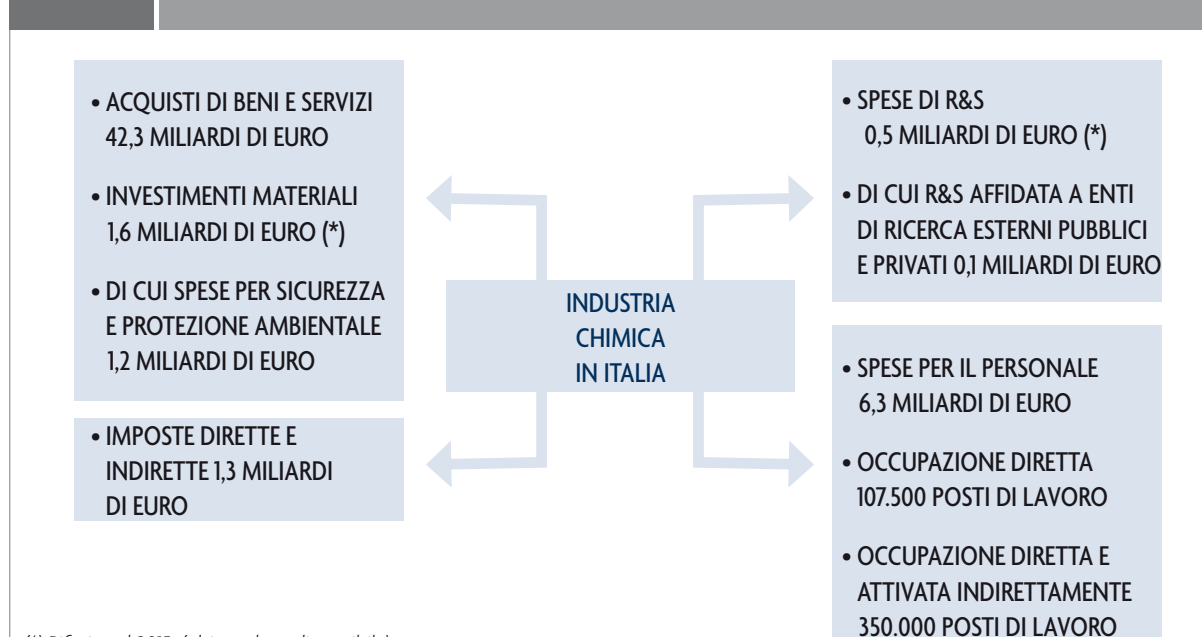 • ACQUISTI DI BENI E SERVIZI
42,3 MILIARDI DI EURO
• INVESTIMENTI MATERIALI
1,6 MILIARDI DI EURO (*)
• DI CUI SPESE PER SICUREZZA
E PROTEZIONE AMBIENTALE
1,2 MILIARDI DI EURO
• IMPOSTE DIRETTE E
INDIRETTE 1,3 MILIARDI
DI EURO
INDUSTRIA
CHIMICA
IN ITALIA
• SPESE DI R&S
0,5 MILIARDI DI EURO (*)
• DI CUI R&S AFFIDATA A ENTI
DI RICERCA ESTERNI PUBBLICI
E PRIVATI 0,1 MILIARDI DI EURO
• SPESE PER IL PERSONALE
6,3 MILIARDI DI EURO
• OCCUPAZIONE DIRETTA
107.500 POSTI DI LAVORO
• OCCUPAZIONE DIRETTA E
ATTIVATA INDIRETTAMENTE
350.000 POSTI DI LAVORO